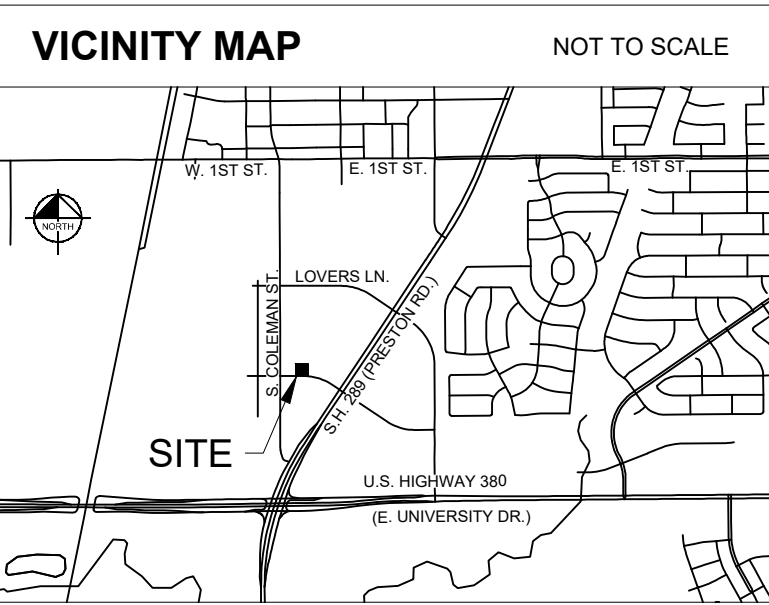 VICINITY MAP
NOT TO SCALE
W. 1ST ST.
E. 1ST ST.
E. 1ST ST.
NORTH
LOVERS LN.
S. COLEMAN ST.
S.H. 289 (PRESTON RD.)
SITE
U.S. HIGHWAY 380
(E. UNIVERSITY DR.)